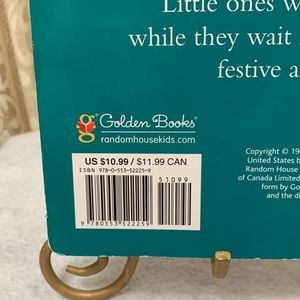 Little ones w
while they wait
festive a
Golden Books®
randomhousekids.com
US $10.99 / $11.99 CAN
ISBN 978-0-553-52225-9
51099
9 780553 522259
Copyright © 19
United States b
Random House
of Canada Limited
form by Go
and the di